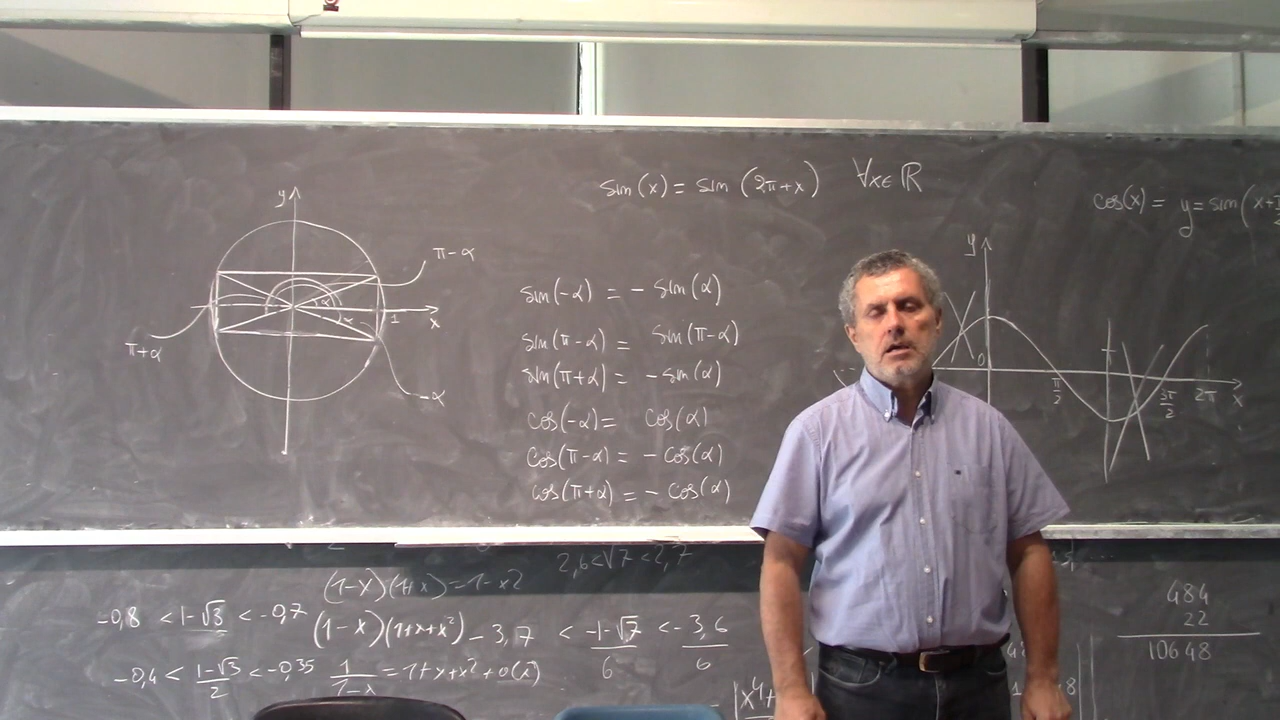 sin(x) = sin (2π+x) ∀x∈ℝ
cos(x) = y=sin(x+
y
π-α
α
1
x
π+α
-α
sin(-α) = - sin(α)
sin(π-α) = sin(π-α)
sin(π+α) = -sin(α)
cos(-α) = cos(α)
cos(π-α) = - cos(α)
cos(π+α) = - cos(α)
y
0
π/2
3π/2
2π
x
2,6<√7<2,7
(1-x)(1+x)=1-x2
-0,8 < 1-√3 < -0,7
(1-x)(1+x+x²)
-3,7 < -1-√7 < -3,6
6 6
-0,4 < (1-√3)/2 < -0,35
1/(1-x) = 1+x+x²+o(x)
|x⁴+
484
22
10648